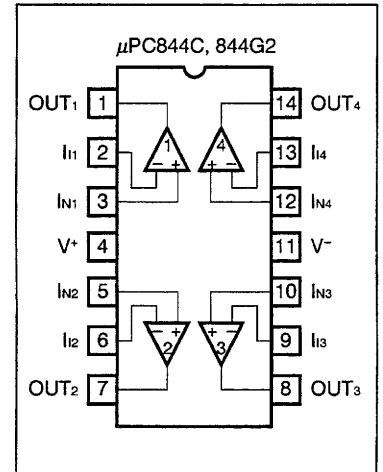 μPC844C, 844G2
OUT₁ 1 14 OUT₄
1 4
II1 2 − + + − 13 II4
IN1 3 12 IN4
V⁺ 4 11 V⁻
IN2 5 10 IN3
− + + −
II2 6 9 II3
2 3
OUT₂ 7 8 OUT₃